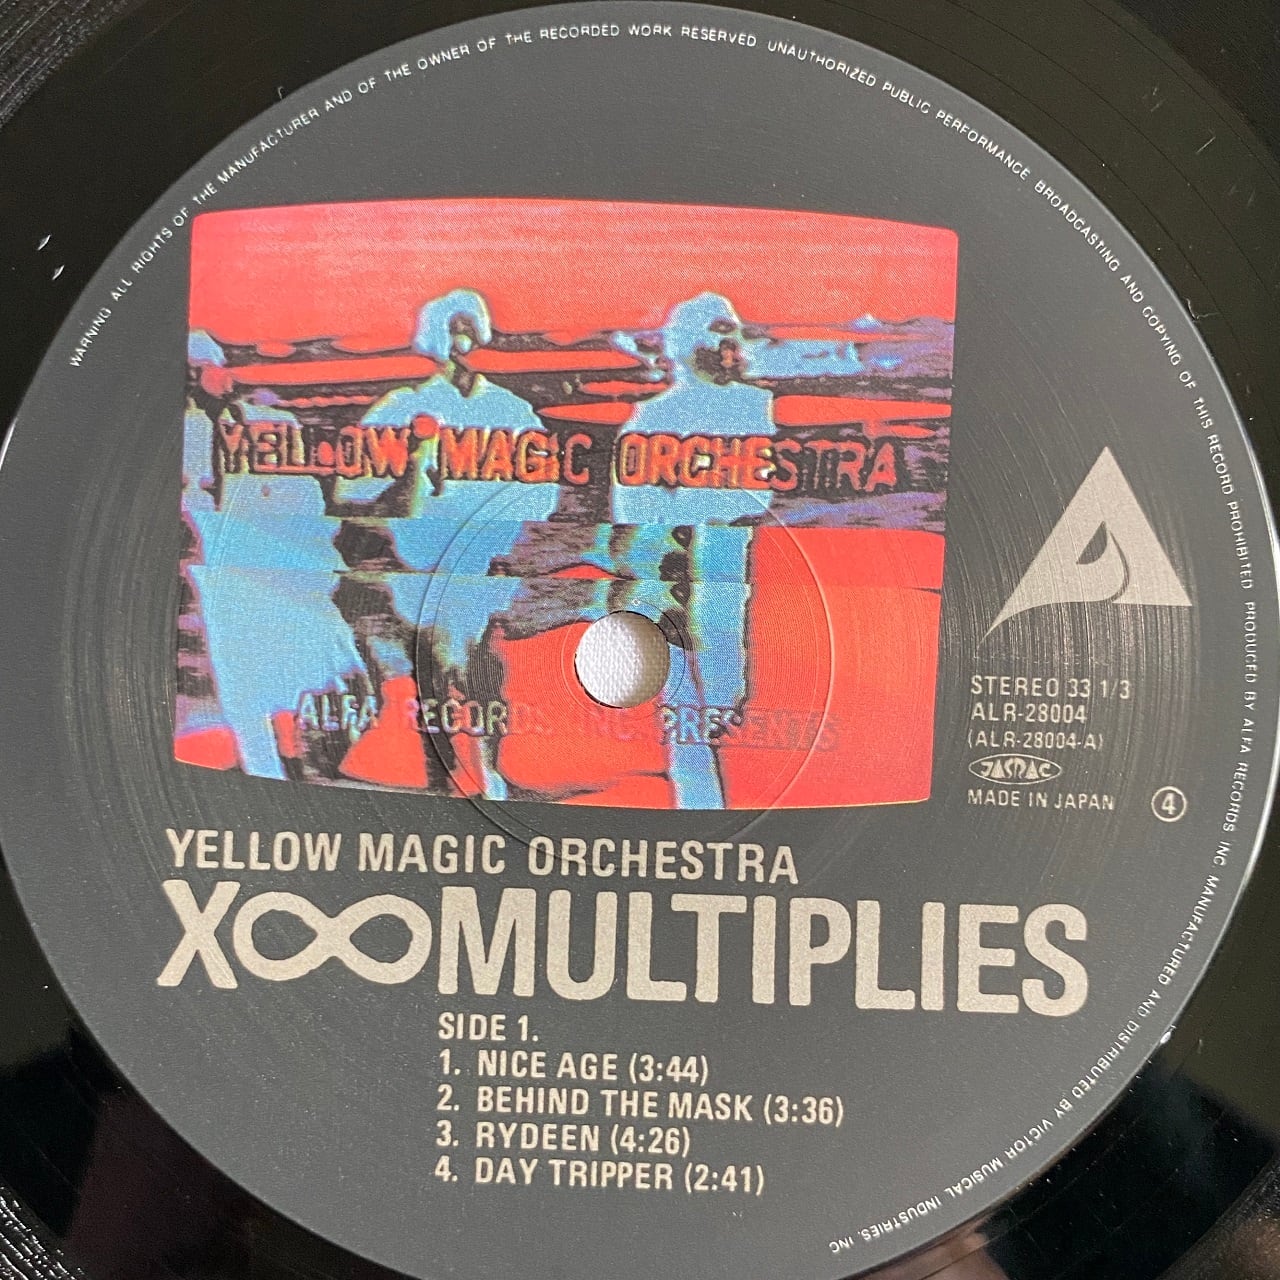 WARNING ALL RIGHTS OF THE MANUFACTURER AND OF THE OWNER OF THE RECORDED WORK RESERVED UNAUTHORIZED PUBLIC PERFORMANCE BROADCASTING AND COPYING OF THIS RECORD PROHIBITED PRODUCED BY ALFA RECORDS, INC. MANUFACTURED AND DISTRIBUTED BY VICTOR MUSICAL INDUSTRIES, INC
YELLOW MAGIC ORCHESTRA
ALFA RECORDS, INC. PRESENTS
STEREO 33 1/3
ALR-28004
(ALR-28004-A)
JASRAC
MADE IN JAPAN
4
YELLOW MAGIC ORCHESTRA
X∞MULTIPLIES
SIDE 1.
1. NICE AGE (3:44)
2. BEHIND THE MASK (3:36)
3. RYDEEN (4:26)
4. DAY TRIPPER (2:41)